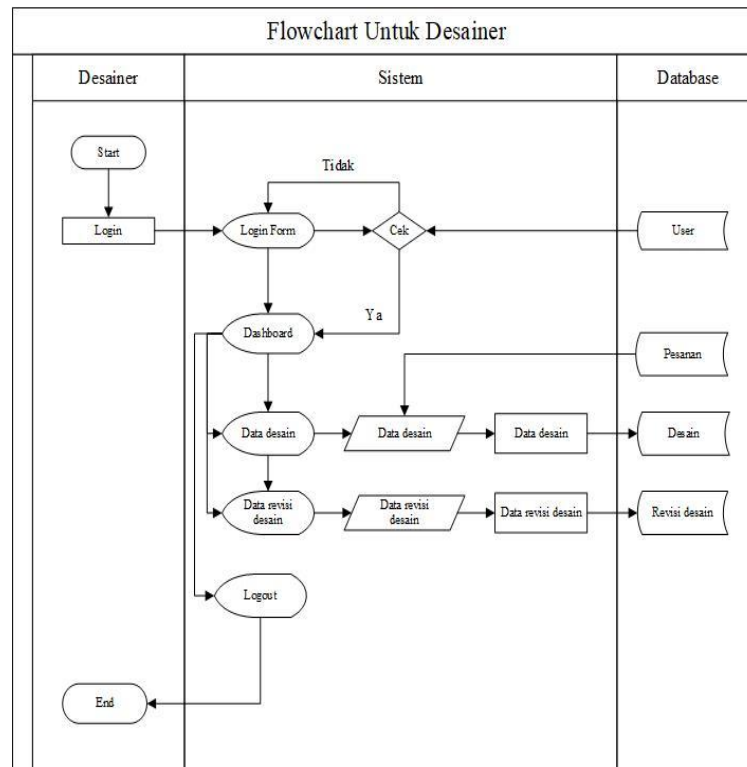 Flowchart Untuk Desainer
Desainer
Sistem
Database
Start
Tidak
Login
Login Form
Cek
User
Ya
Dashboard
Pesanan
Data desain
Data desain
Data desain
Desain
Data revisi
desain
Data revisi
desain
Data revisi desain
Revisi desain
Logout
End